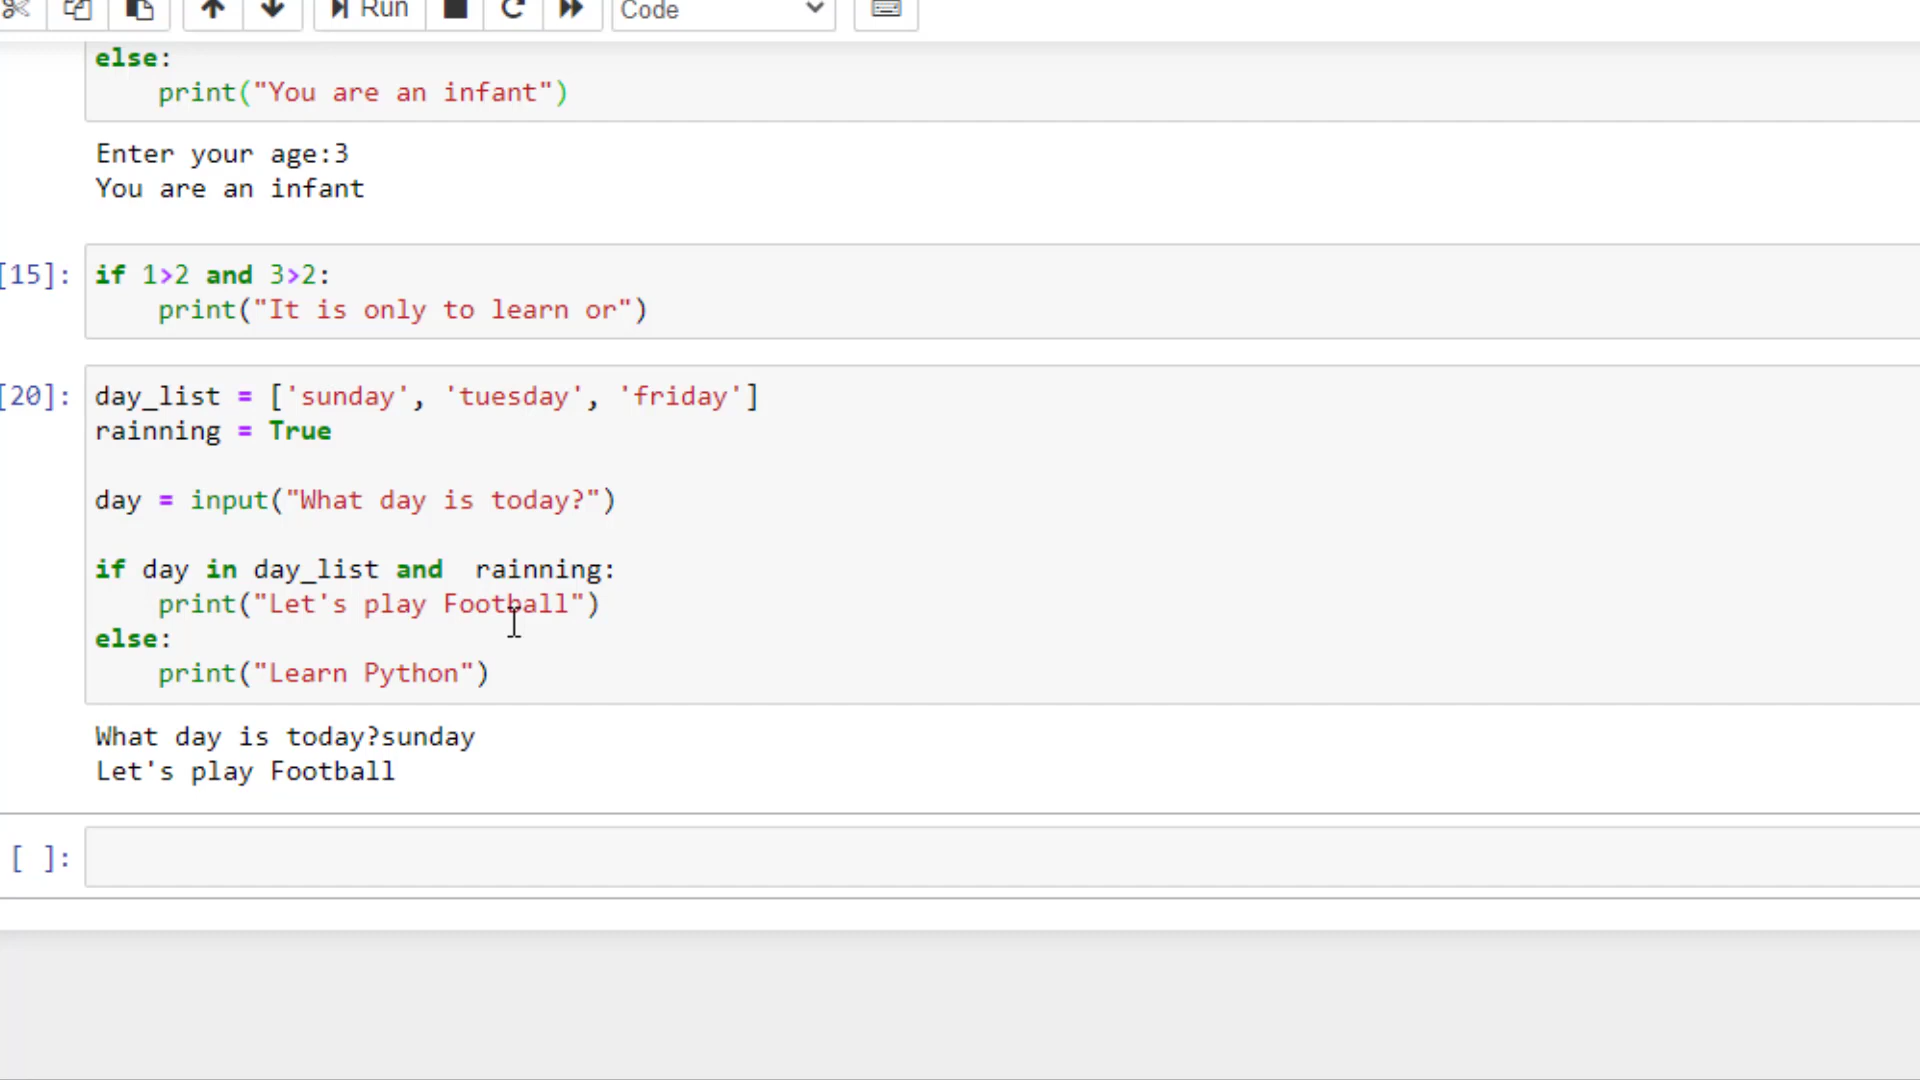 Run
Code
else:
    print("You are an infant")
Enter your age:3
You are an infant
[15]:
if 1>2 and 3>2:
    print("It is only to learn or")
[20]:
day_list = ['sunday', 'tuesday', 'friday']
rainning = True
day = input("What day is today?")
if day in day_list and  rainning:
    print("Let's play Football")
else:
    print("Learn Python")
What day is today?sunday
Let's play Football
[ ]: